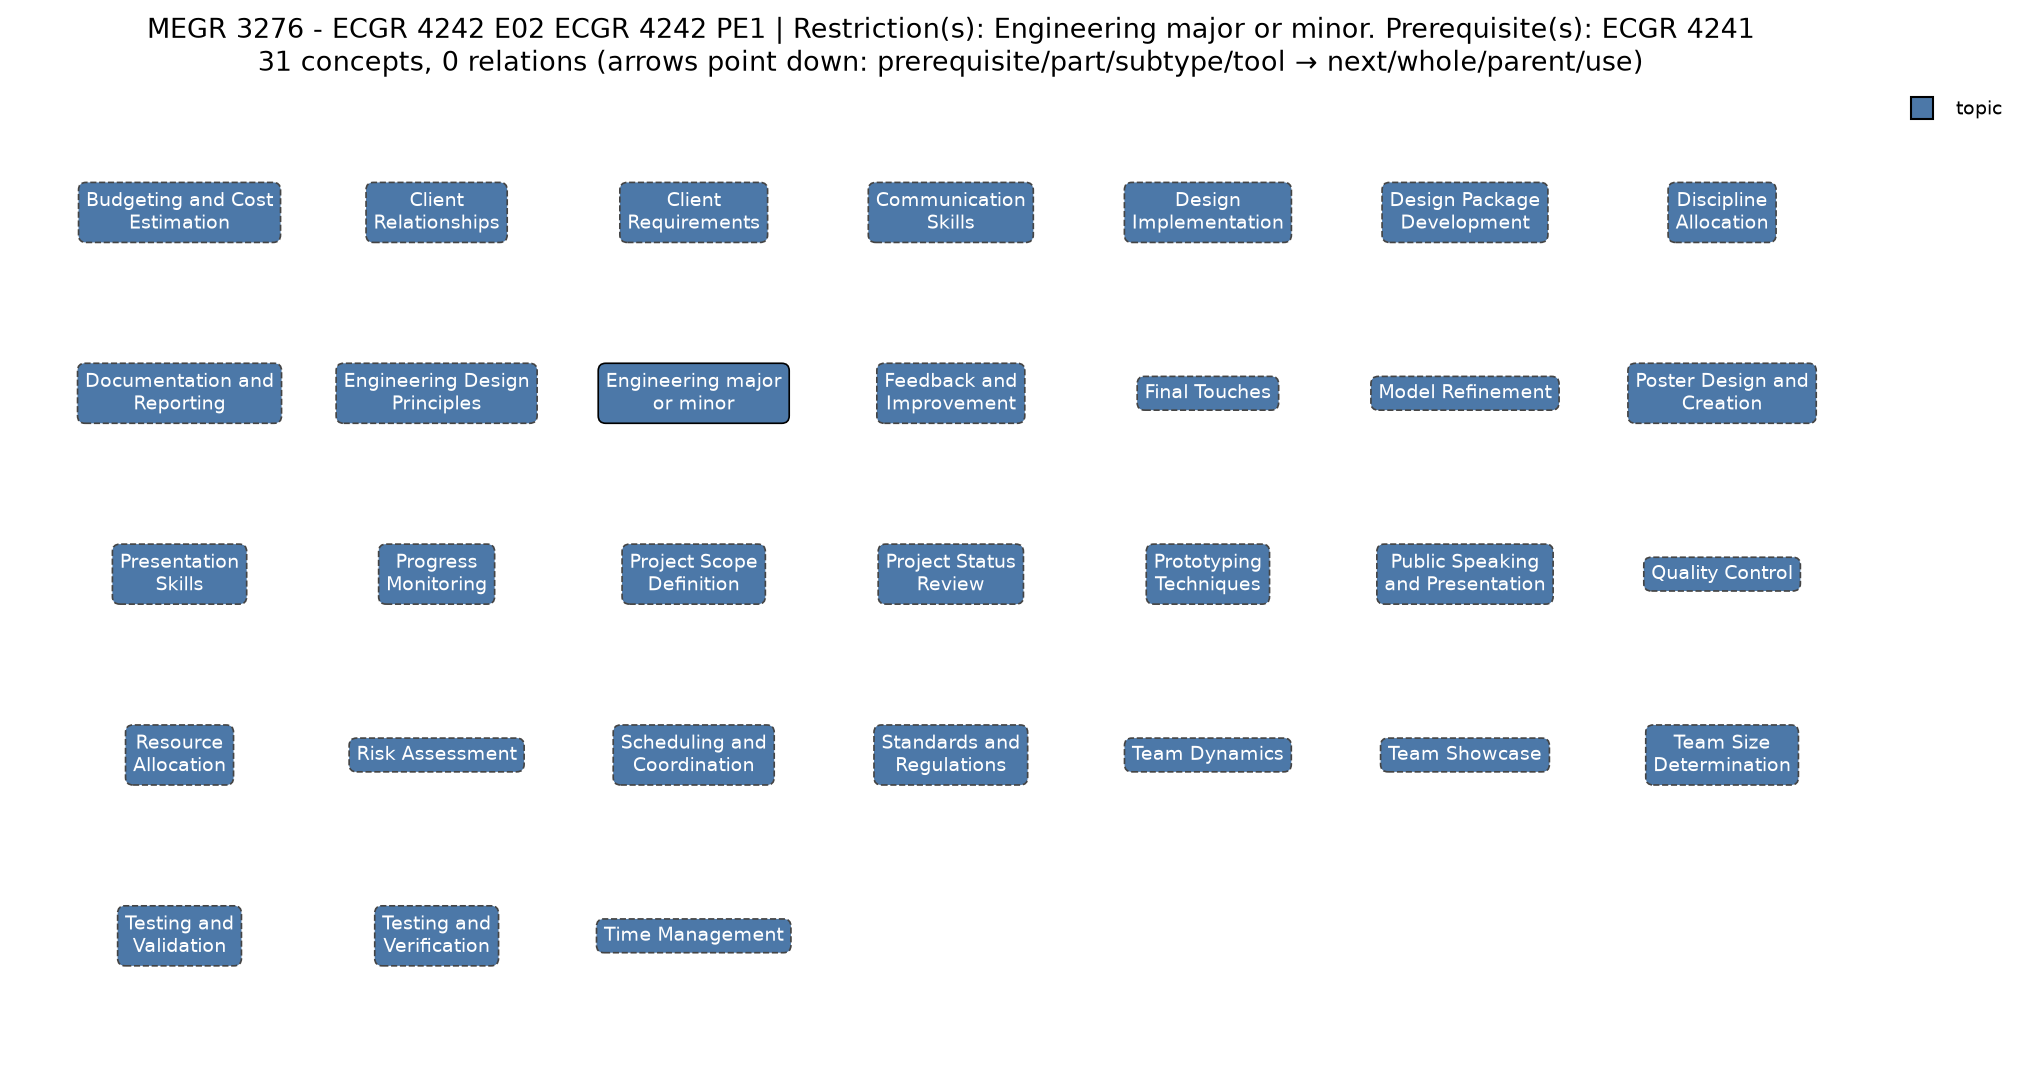 MEGR 3276 - ECGR 4242 E02 ECGR 4242 PE1 | Restriction(s): Engineering major or minor. Prerequisite(s): ECGR 4241
31 concepts, 0 relations (arrows point down: prerequisite/part/subtype/tool → next/whole/parent/use)
topic
Budgeting and Cost
Estimation
Client
Relationships
Client
Requirements
Communication
Skills
Design
Implementation
Design Package
Development
Discipline
Allocation
Documentation and
Reporting
Engineering Design
Principles
Engineering major
or minor
Feedback and
Improvement
Final Touches
Model Refinement
Poster Design and
Creation
Presentation
Skills
Progress
Monitoring
Project Scope
Definition
Project Status
Review
Prototyping
Techniques
Public Speaking
and Presentation
Quality Control
Resource
Allocation
Risk Assessment
Scheduling and
Coordination
Standards and
Regulations
Team Dynamics
Team Showcase
Team Size
Determination
Testing and
Validation
Testing and
Verification
Time Management